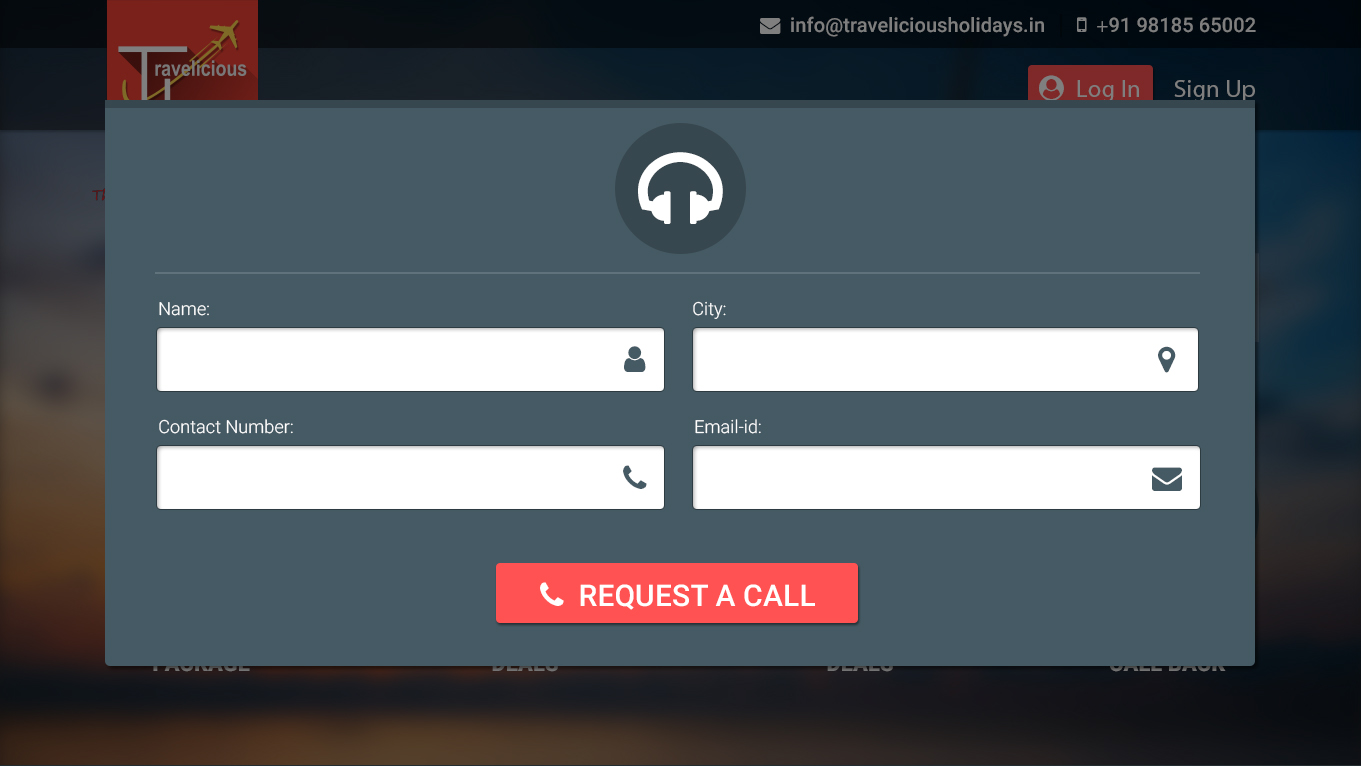 info@traveliciousholidays.in +91 98185 65002
Travelicious
Log In Sign Up
Name: City:
Contact Number: Email-id:
REQUEST A CALL
PACKAGE DEALS DEALS CALL BACK